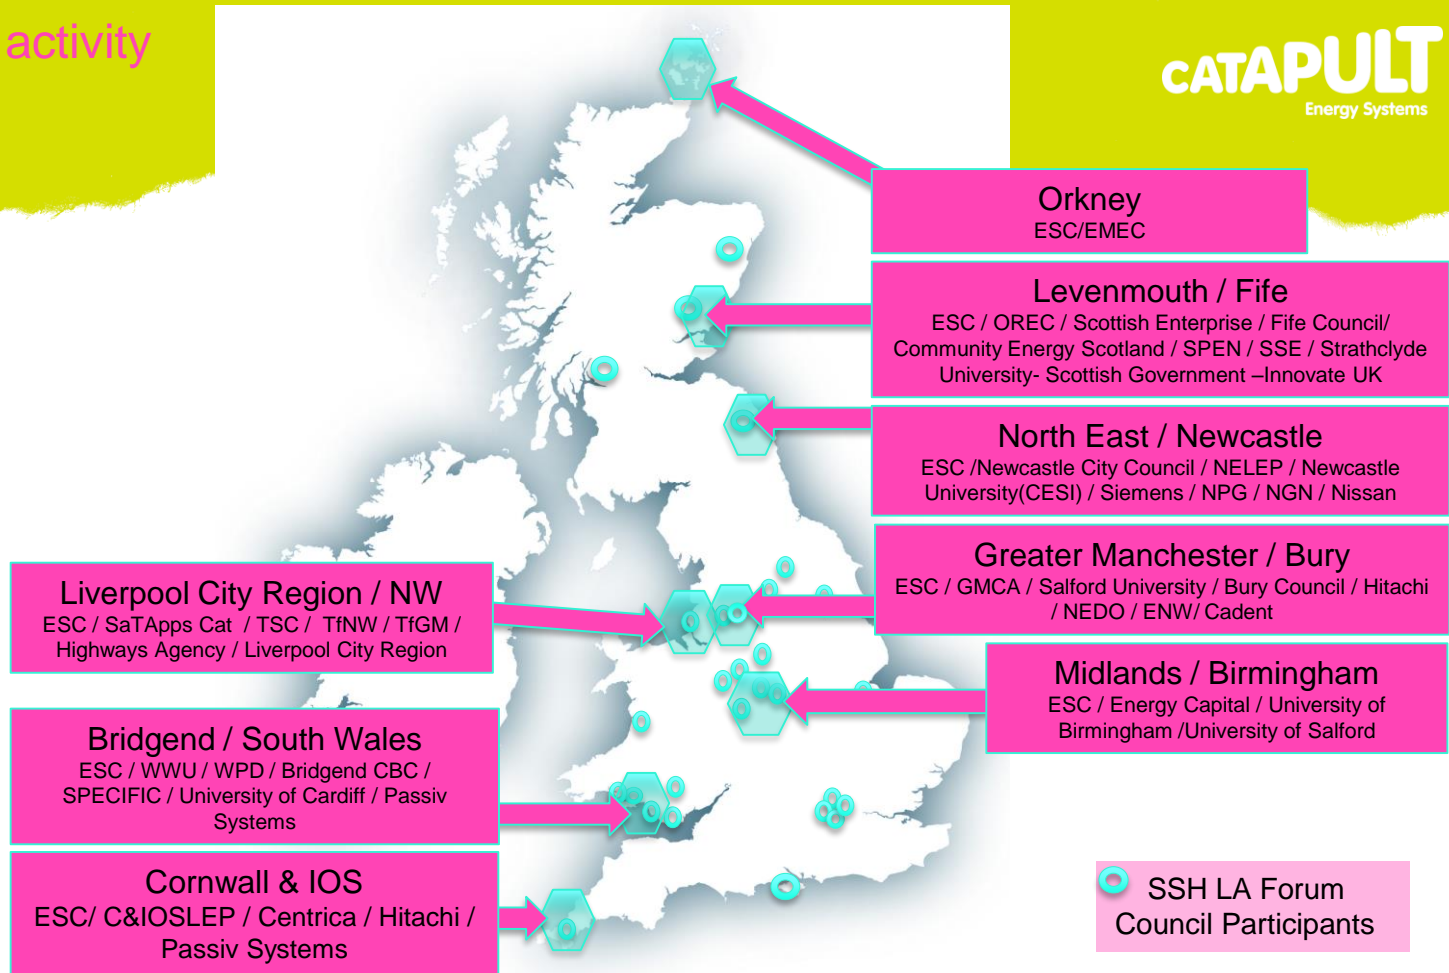 activity
CATAPULT
Energy Systems
Orkney
ESC/EMEC
Levenmouth / Fife
ESC / OREC / Scottish Enterprise / Fife Council/
Community Energy Scotland / SPEN / SSE / Strathclyde
University- Scottish Government –Innovate UK
North East / Newcastle
ESC /Newcastle City Council / NELEP / Newcastle
University(CESI) / Siemens / NPG / NGN / Nissan
Greater Manchester / Bury
ESC / GMCA / Salford University / Bury Council / Hitachi
/ NEDO / ENW/ Cadent
Liverpool City Region / NW
ESC / SaTApps Cat / TSC / TfNW / TfGM /
Highways Agency / Liverpool City Region
Midlands / Birmingham
ESC / Energy Capital / University of
Birmingham /University of Salford
Bridgend / South Wales
ESC / WWU / WPD / Bridgend CBC /
SPECIFIC / University of Cardiff / Passiv
Systems
Cornwall & IOS
ESC/ C&IOSLEP / Centrica / Hitachi /
Passiv Systems
SSH LA Forum
Council Participants